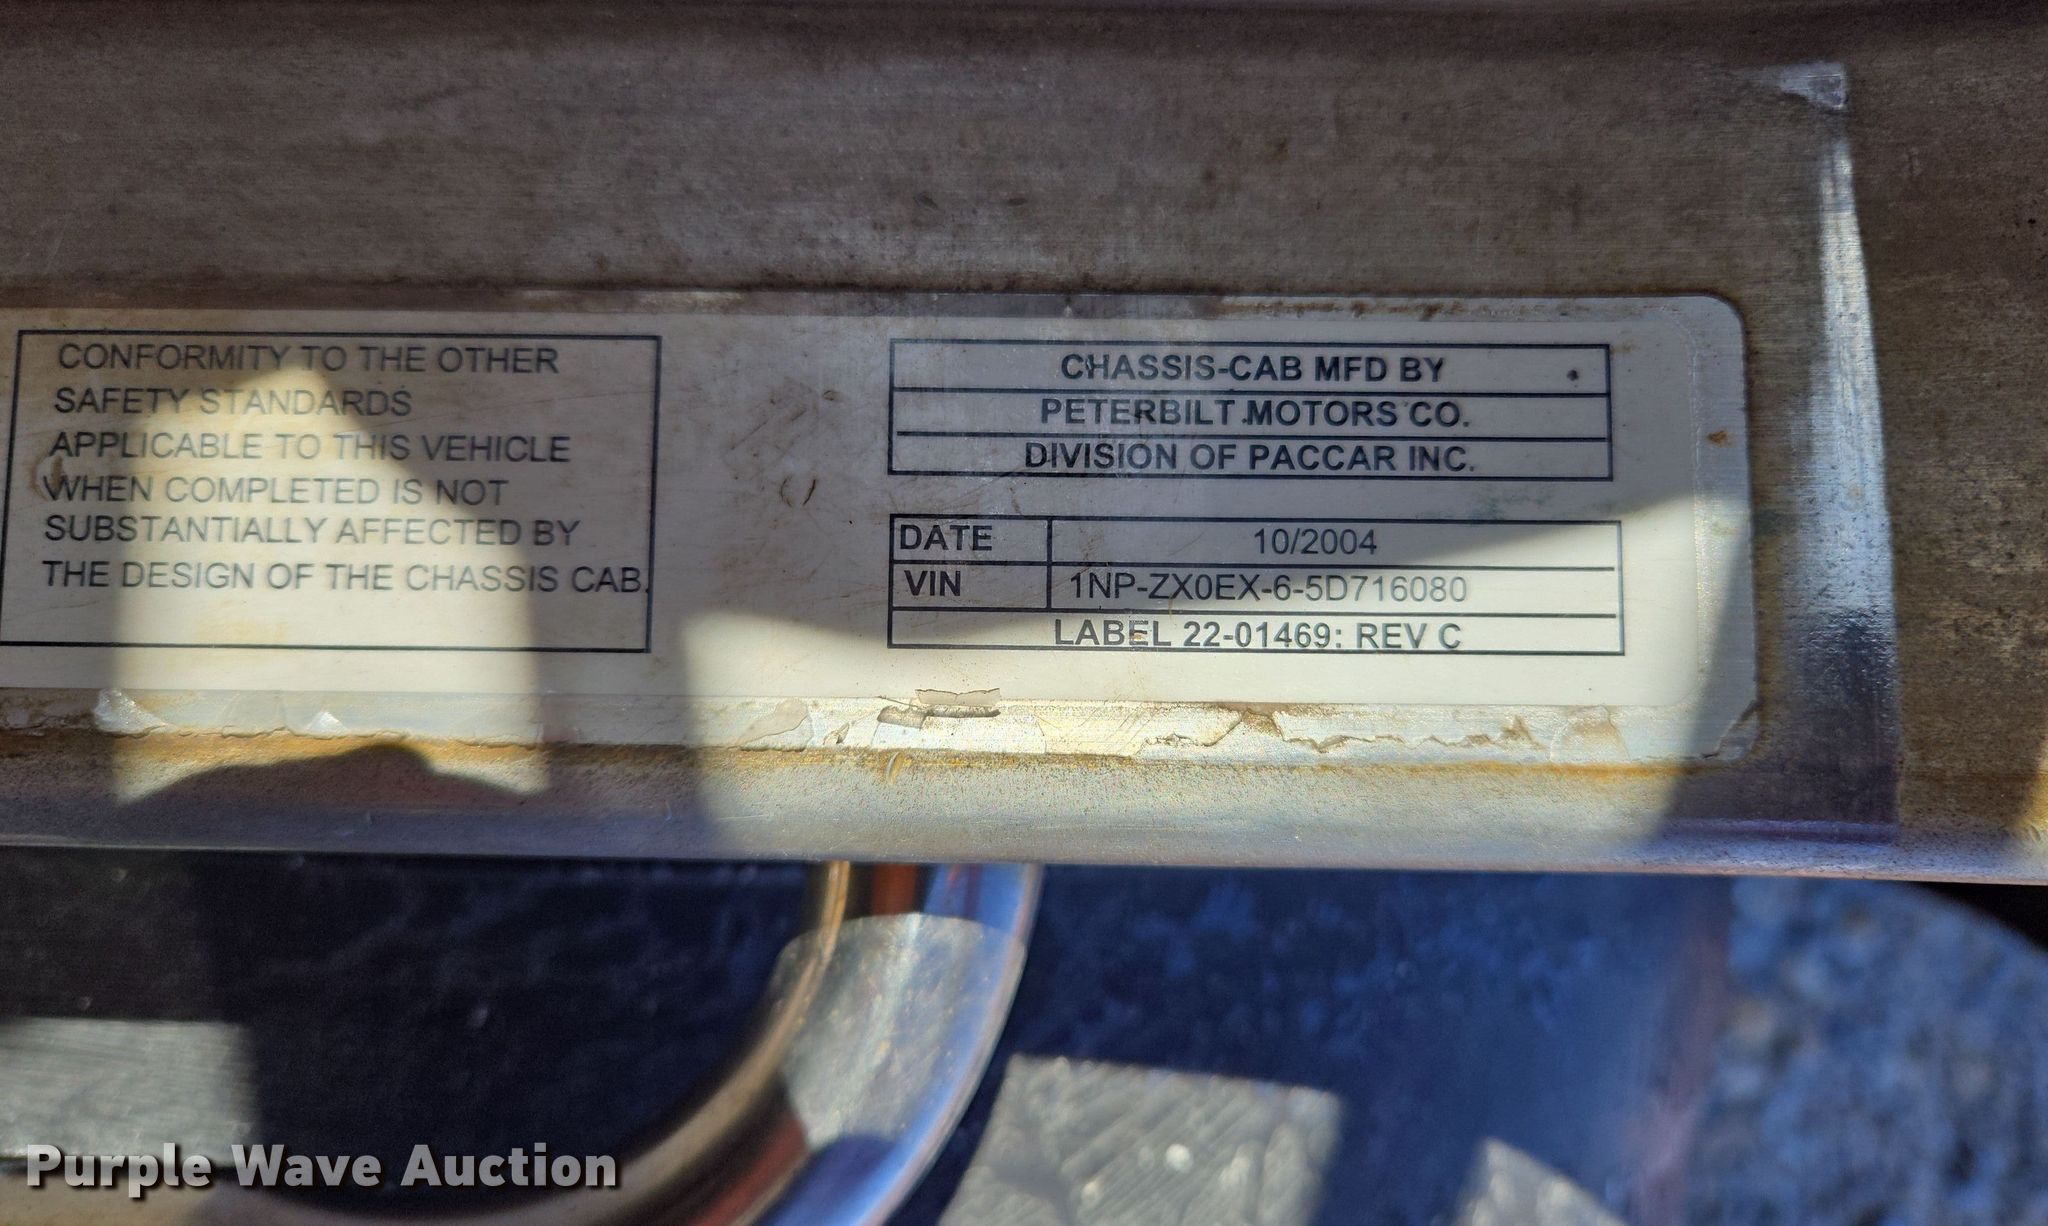 CONFORMITY TO THE OTHER
SAFETY STANDARDS
APPLICABLE TO THIS VEHICLE
WHEN COMPLETED IS NOT
SUBSTANTIALLY AFFECTED BY
THE DESIGN OF THE CHASSIS CAB.
CHASSIS-CAB MFD BY
PETERBILT MOTORS CO.
DIVISION OF PACCAR INC.
DATE 10/2004
VIN 1NP-ZX0EX-6-5D716080
LABEL 22-01469: REV C
Purple Wave Auction